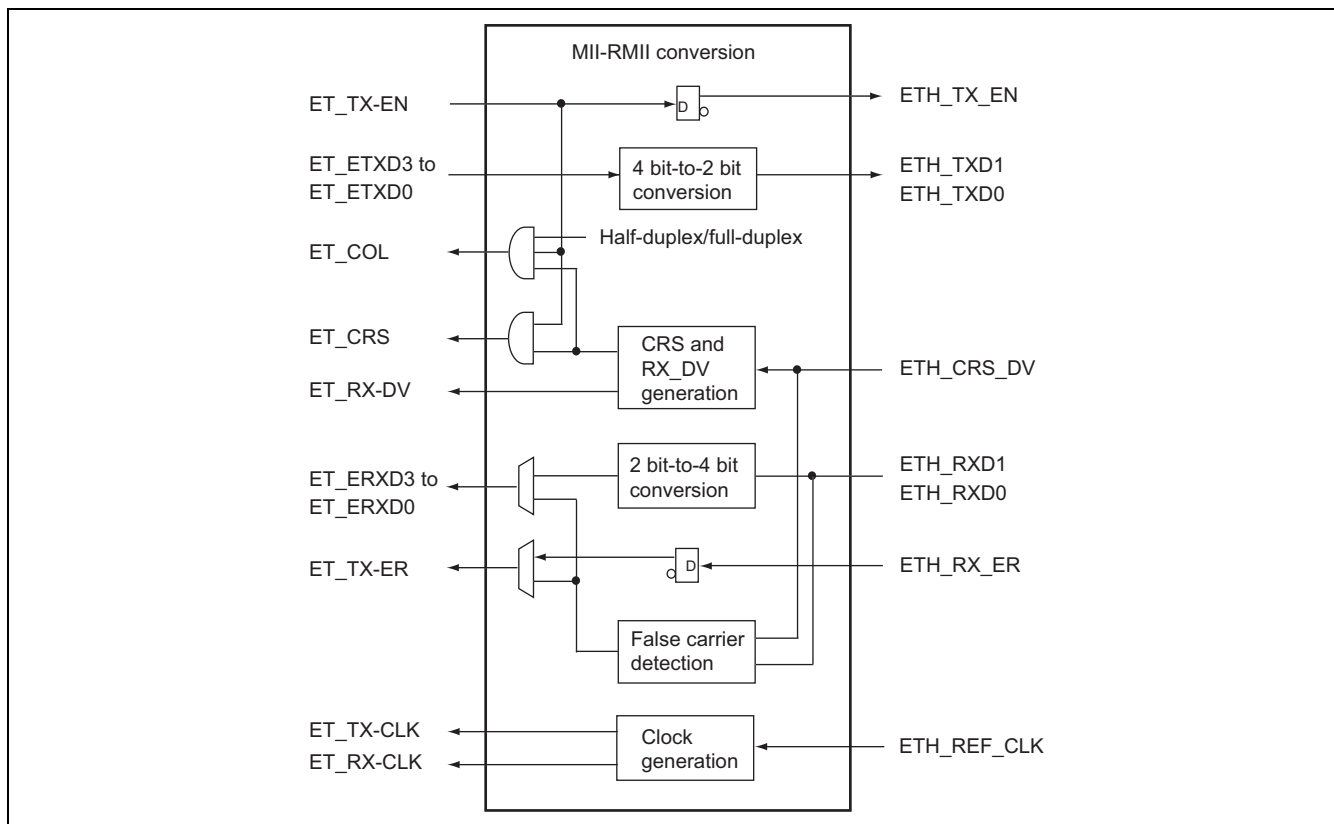 MII-RMII conversion
ET_TX-EN
D
ETH_TX_EN
ET_ETXD3 to
ET_ETXD0
4 bit-to-2 bit
conversion
ETH_TXD1
ETH_TXD0
Half-duplex/full-duplex
ET_COL
ET_CRS
CRS and
RX_DV
generation
ETH_CRS_DV
ET_RX-DV
ET_ERXD3 to
ET_ERXD0
2 bit-to-4 bit
conversion
ETH_RXD1
ETH_RXD0
ET_TX-ER
D
ETH_RX_ER
False carrier
detection
ET_TX-CLK
ET_RX-CLK
Clock
generation
ETH_REF_CLK